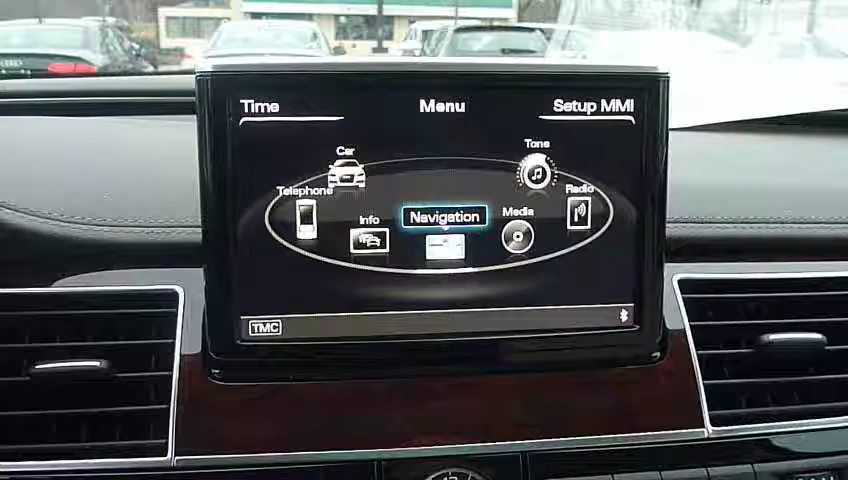 Time
Menu
Setup MMI
Car
Tone
Telephone
Radio
Info
Navigation
Media
TMC